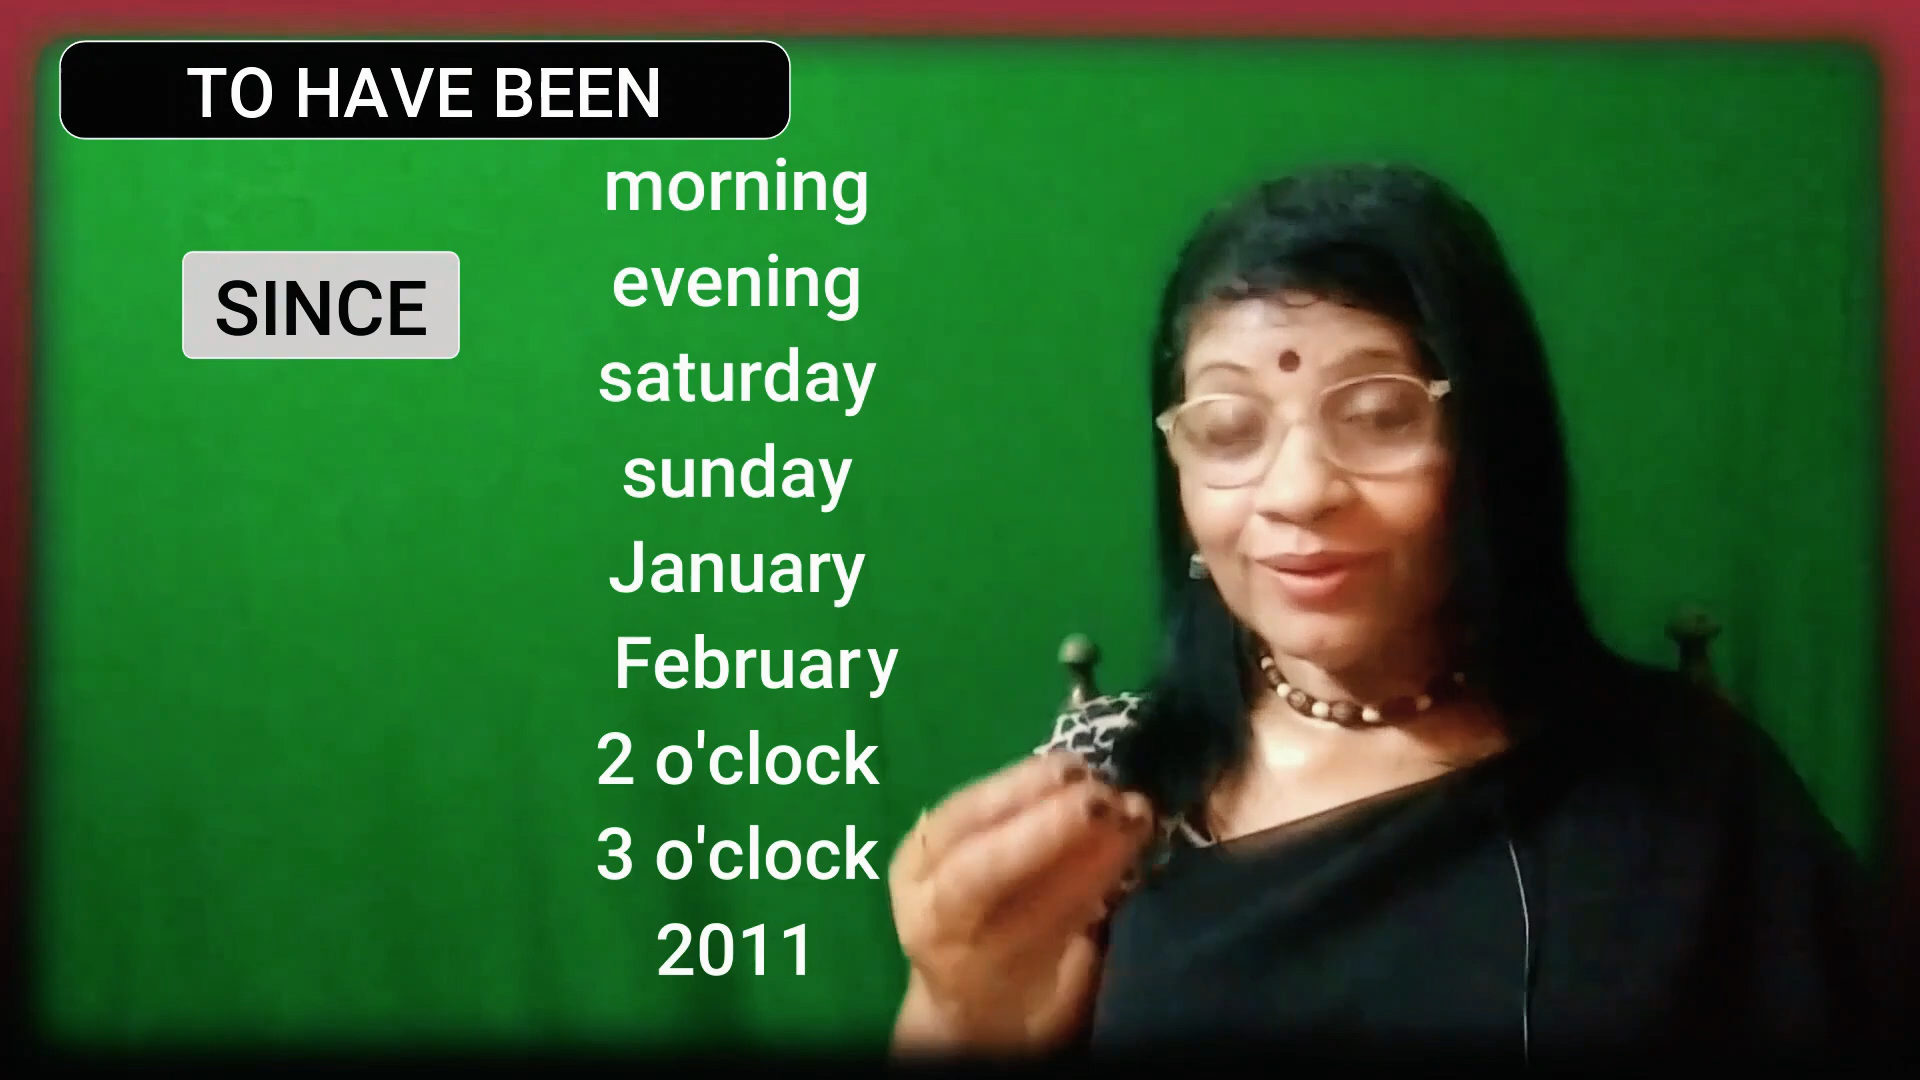 TO HAVE BEEN
SINCE
morning
evening
saturday
sunday
January
February
2 o'clock
3 o'clock
2011